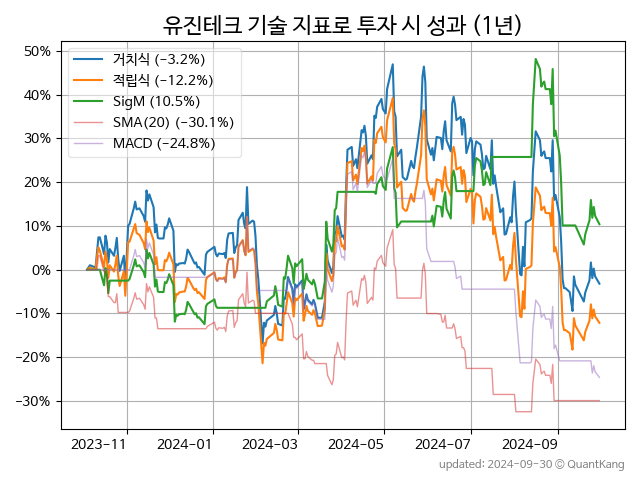 유진테크 기술 지표로 투자 시 성과 (1년)
50%
40%
30%
20%
10%
0%
−10%
−20%
−30%
거치식 (−3.2%)
적립식 (−12.2%)
SigM (10.5%)
SMA(20) (−30.1%)
MACD (−24.8%)
2023-11 2024-01 2024-03 2024-05 2024-07 2024-09
updated: 2024-09-30 © QuantKang